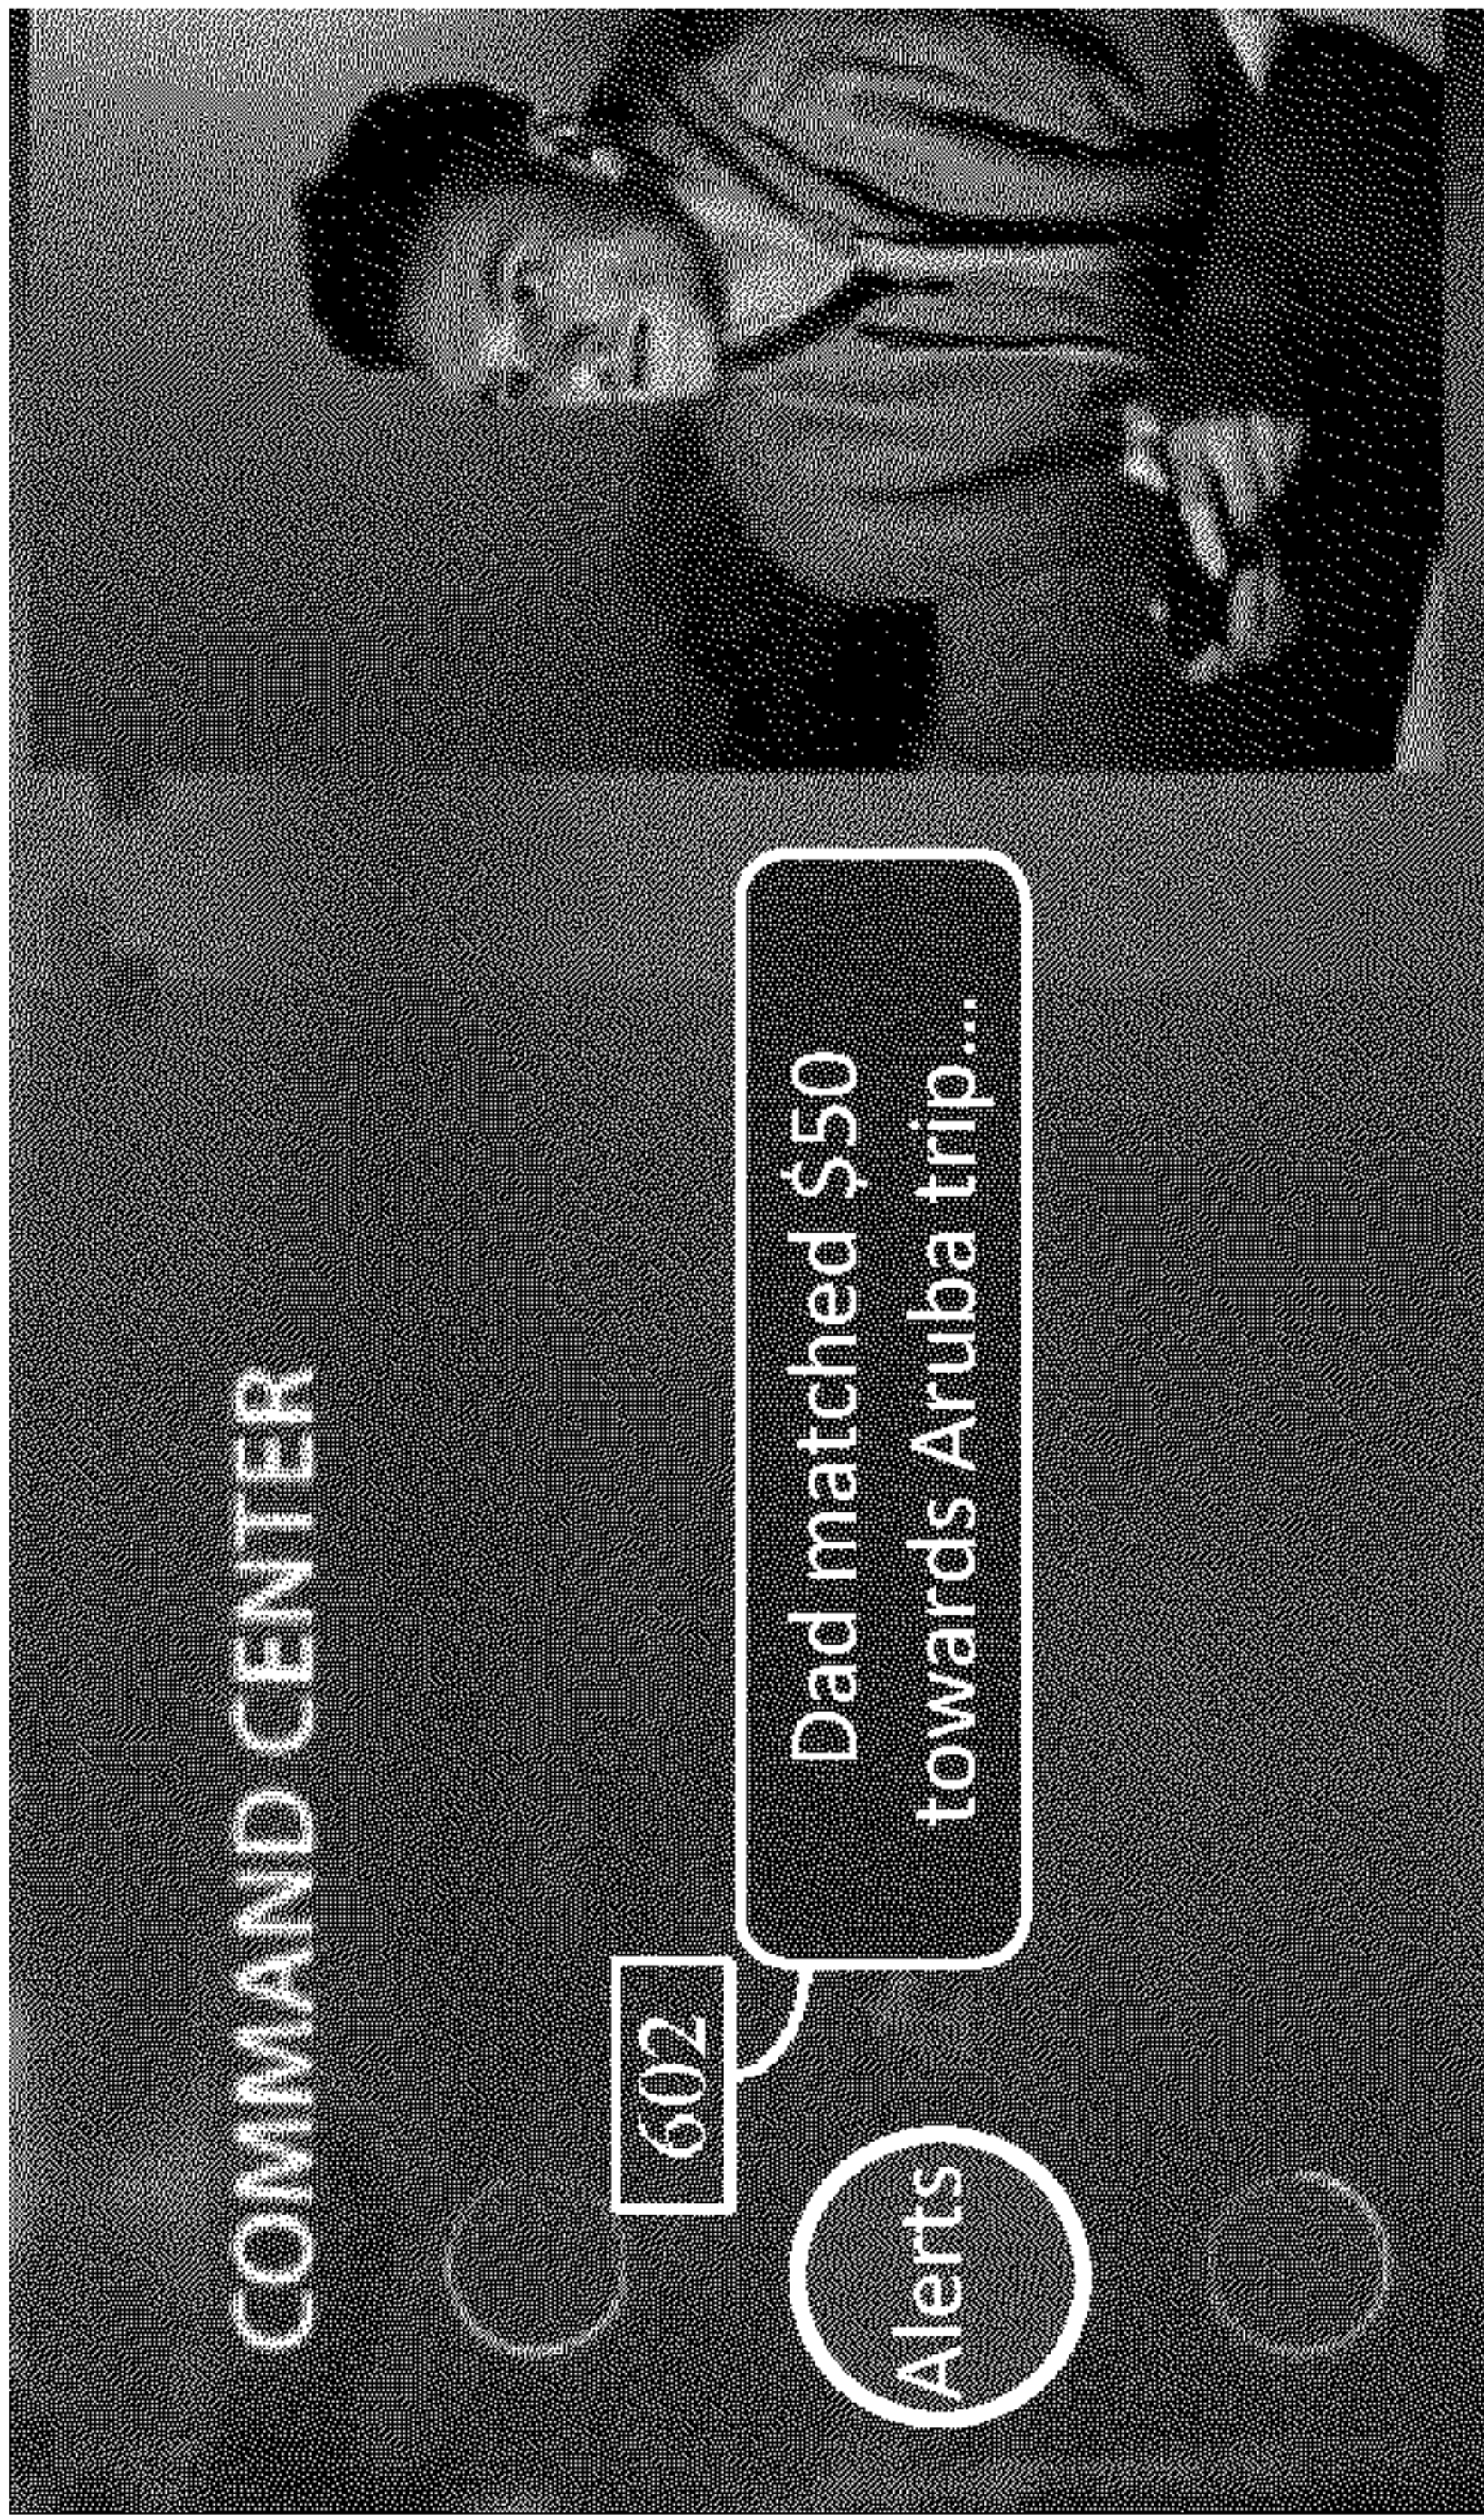 COMMAND CENTER
602
Dad matched $50
towards Aruba trip...
Alerts